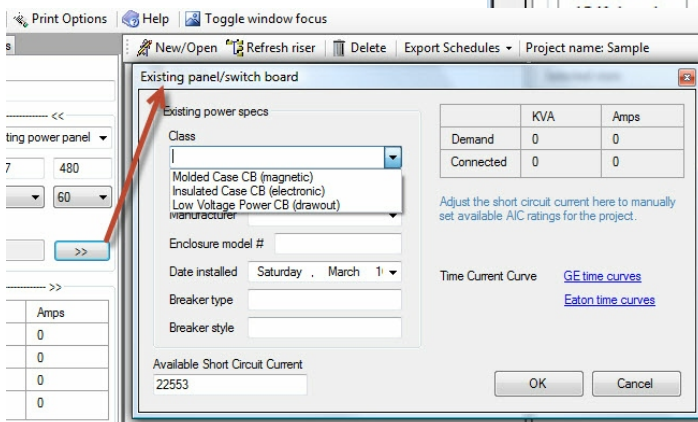 Print Options Help Toggle window focus
s New/Open Refresh riser Delete Export Schedules Project name: Sample
Existing panel/switch board
<<
ting power panel
7 480
60
>>
>>
Amps
0
0
0
0
Existing power specs
Class
Molded Case CB (magnetic)
Insulated Case CB (electronic)
Low Voltage Power CB (drawout)
Manufacturer
Enclosure model #
Date installed Saturday , March 1
Breaker type
Breaker style
Available Short Circuit Current
22553
KVA Amps
Demand 0 0
Connected 0 0
Adjust the short circuit current here to manually
set available AIC ratings for the project.
Time Current Curve GE time curves
Eaton time curves
OK Cancel